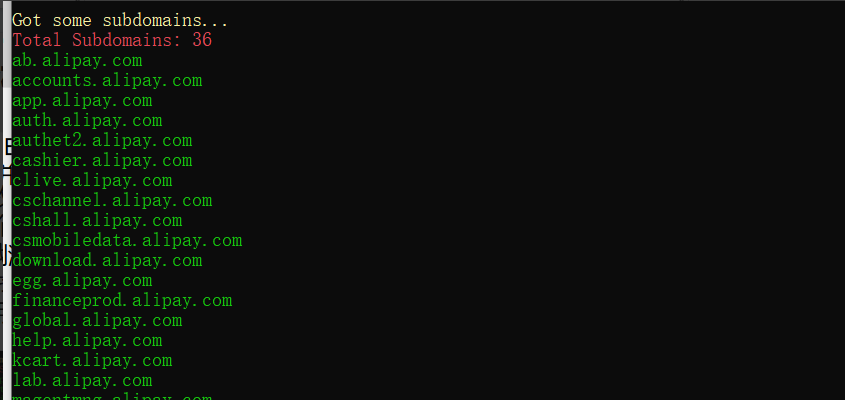 Got some subdomains...
Total Subdomains: 36
ab.alipay.com
accounts.alipay.com
app.alipay.com
auth.alipay.com
authet2.alipay.com
cashier.alipay.com
clive.alipay.com
cschannel.alipay.com
cshall.alipay.com
csmobiledata.alipay.com
download.alipay.com
egg.alipay.com
financeprod.alipay.com
global.alipay.com
help.alipay.com
kcart.alipay.com
lab.alipay.com